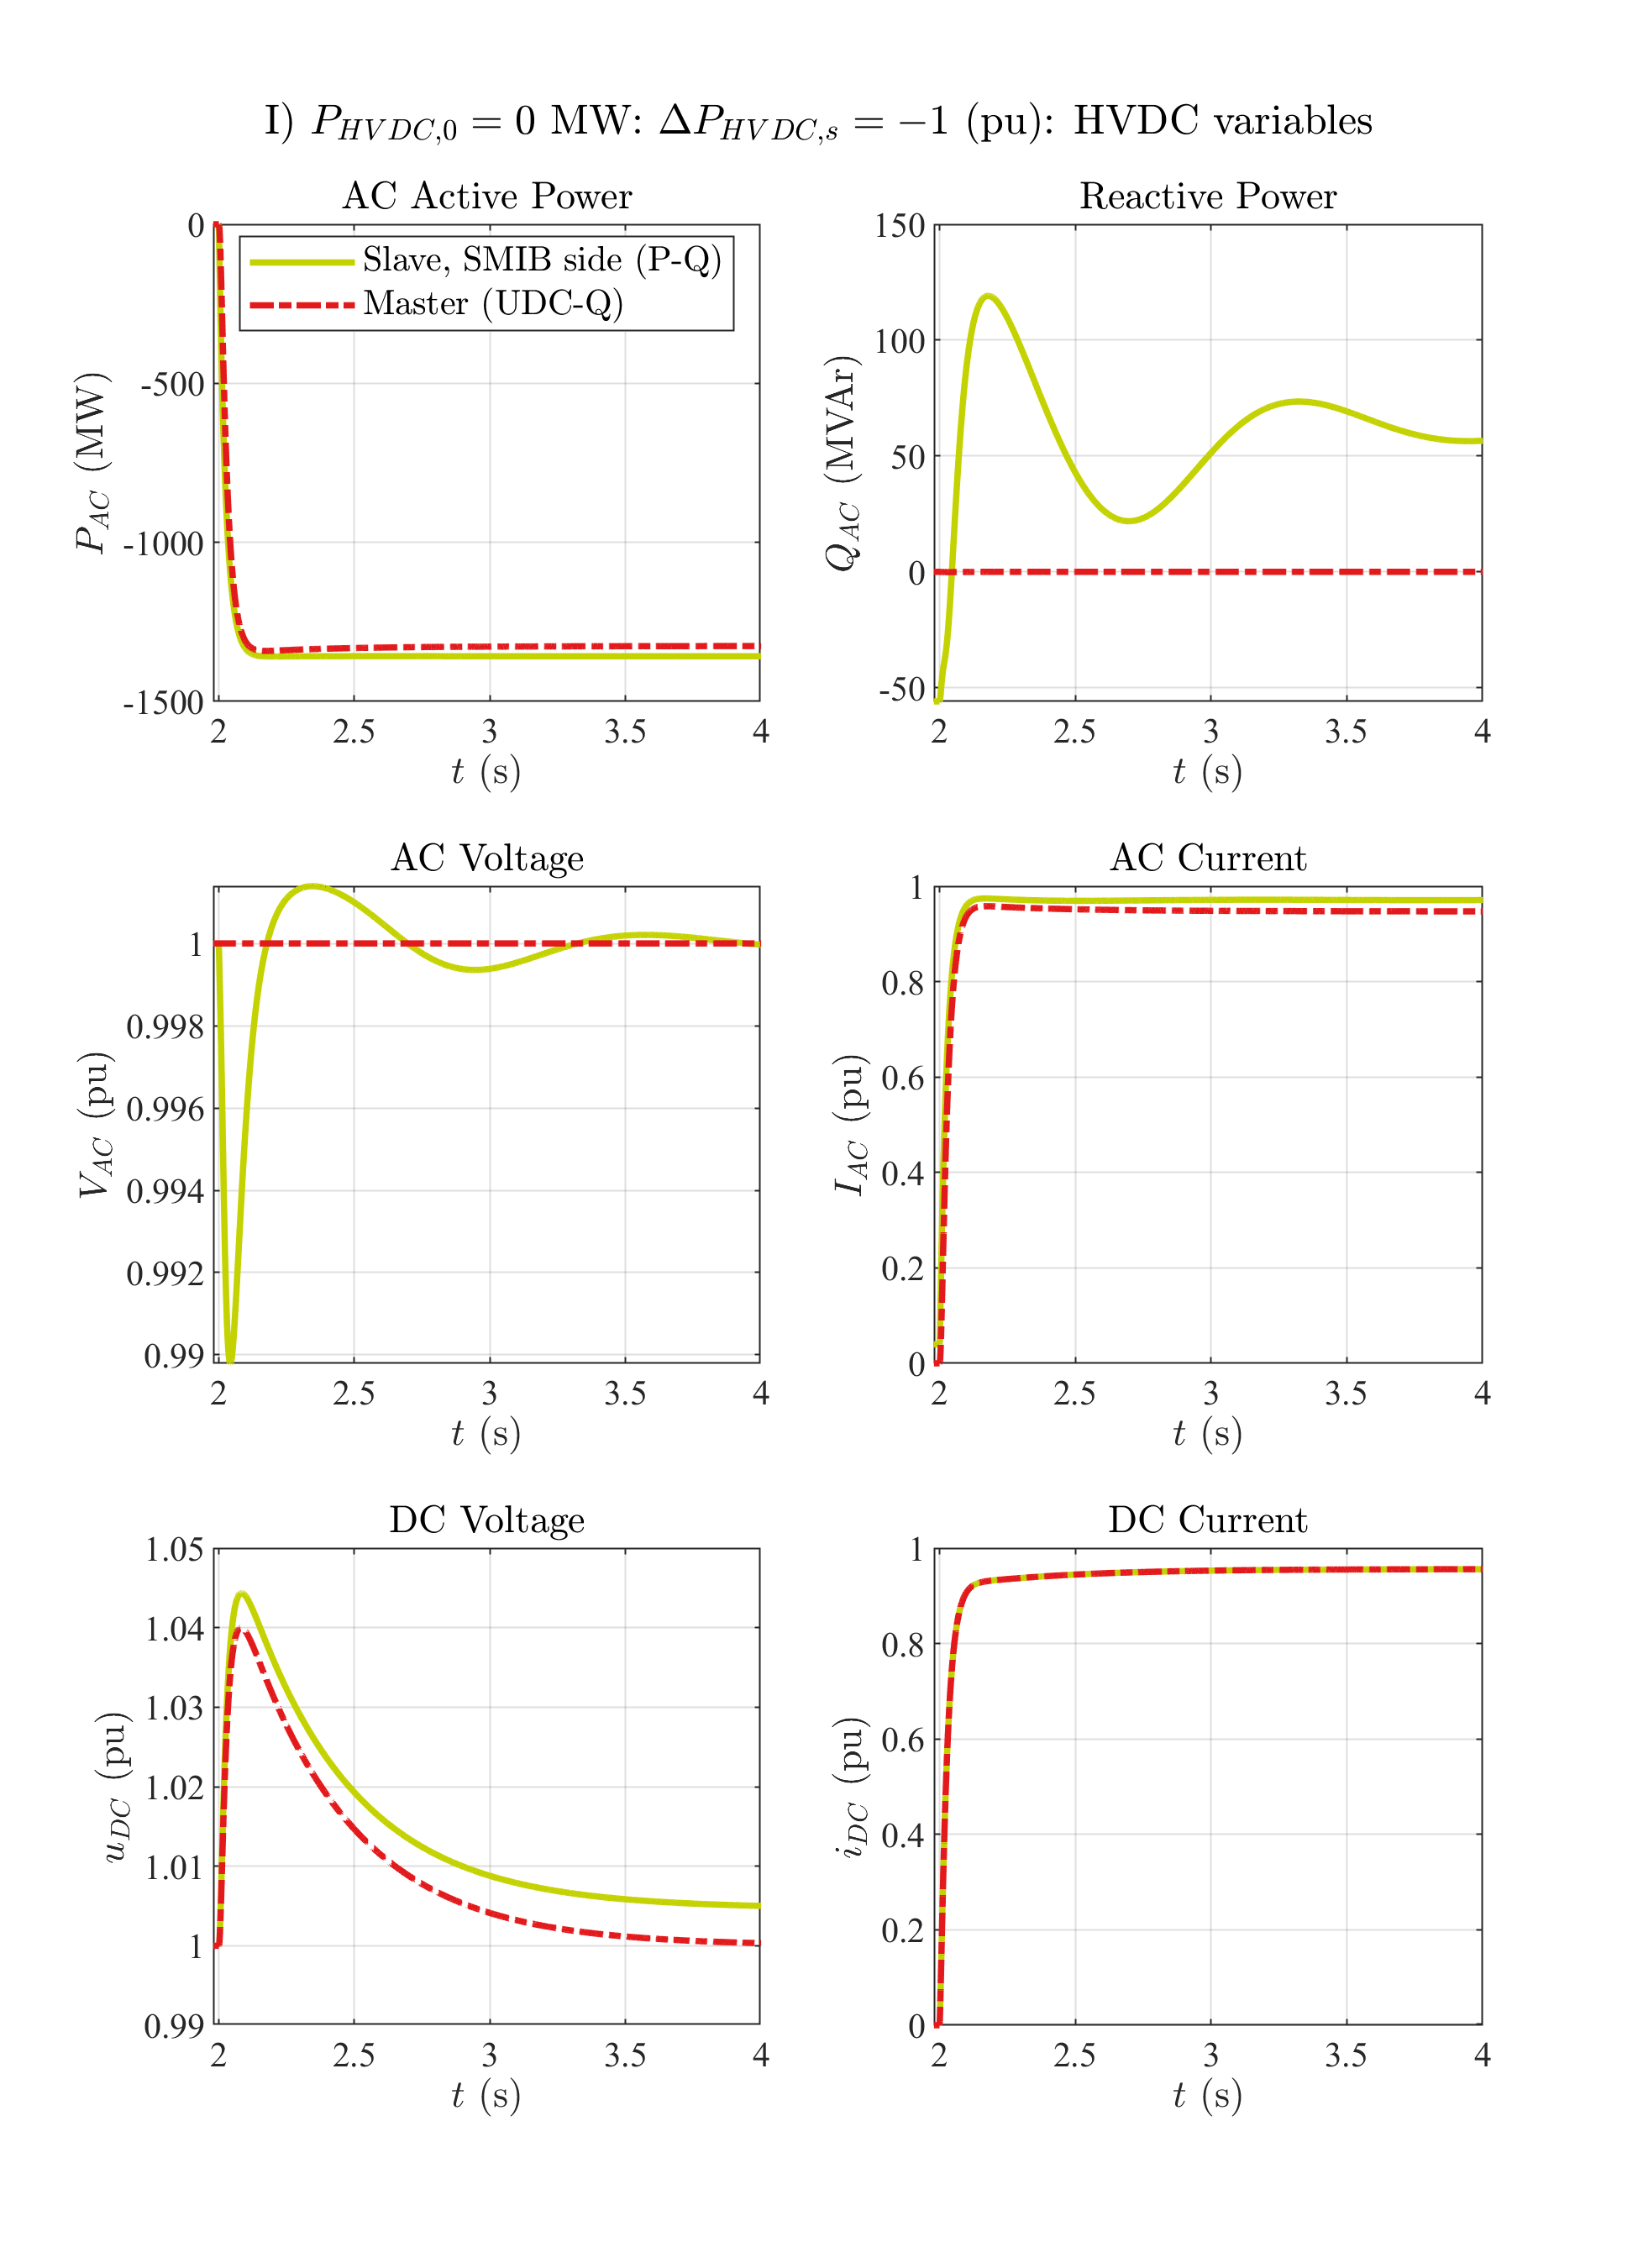 I) P_{HVDC,0} = 0 MW: ΔP_{HVDC,s} = −1 (pu): HVDC variables
AC Active Power
P_{AC} (MW)
0
-500
-1000
-1500
Slave, SMIB side (P-Q)
Master (UDC-Q)
2 2.5 3 3.5 4
t (s)
Reactive Power
Q_{AC} (MVAr)
150
100
50
0
-50
2 2.5 3 3.5 4
t (s)
AC Voltage
V_{AC} (pu)
1
0.998
0.996
0.994
0.992
0.99
2 2.5 3 3.5 4
t (s)
AC Current
I_{AC} (pu)
1
0.8
0.6
0.4
0.2
0
2 2.5 3 3.5 4
t (s)
DC Voltage
u_{DC} (pu)
1.05
1.04
1.03
1.02
1.01
1
0.99
2 2.5 3 3.5 4
t (s)
DC Current
i_{DC} (pu)
1
0.8
0.6
0.4
0.2
0
2 2.5 3 3.5 4
t (s)